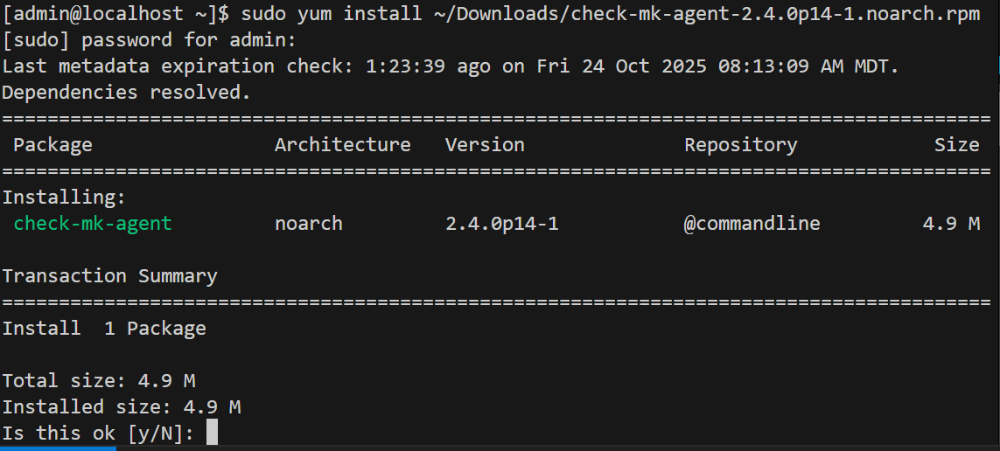 [admin@localhost ~]$ sudo yum install ~/Downloads/check-mk-agent-2.4.0p14-1.noarch.rpm
[sudo] password for admin:
Last metadata expiration check: 1:23:39 ago on Fri 24 Oct 2025 08:13:09 AM MDT.
Dependencies resolved.
=======================================================================================
 Package                Architecture   Version              Repository            Size
=======================================================================================
Installing:
 check-mk-agent         noarch         2.4.0p14-1           @commandline         4.9 M

Transaction Summary
=======================================================================================
Install  1 Package

Total size: 4.9 M
Installed size: 4.9 M
Is this ok [y/N]: